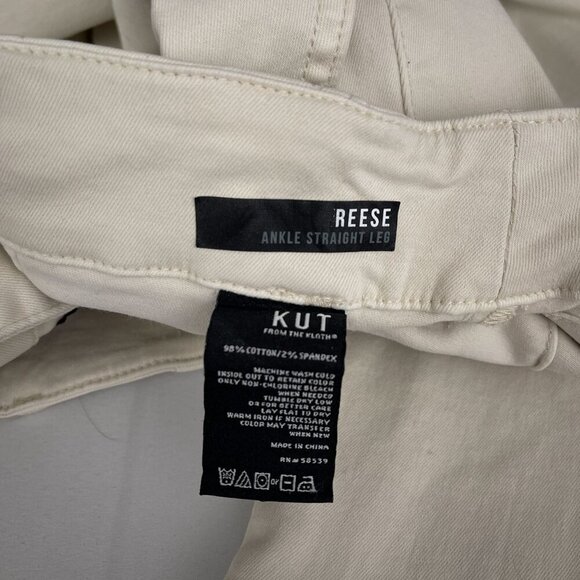 REESE
ANKLE STRAIGHT LEG
KUT
FROM THE KLOTH®
98% COTTON/2% SPANDEX
MACHINE WASH COLD
INSIDE OUT TO RETAIN COLOR
ONLY NON-CHLORINE BLEACH
WHEN NEEDED
TUMBLE DRY LOW
OR FOR BETTER CARE
LAY FLAT TO DRY
WARM IRON IF NECESSARY
COLOR MAY TRANSFER
WHEN NEW
MADE IN CHINA
RN# 58539
or